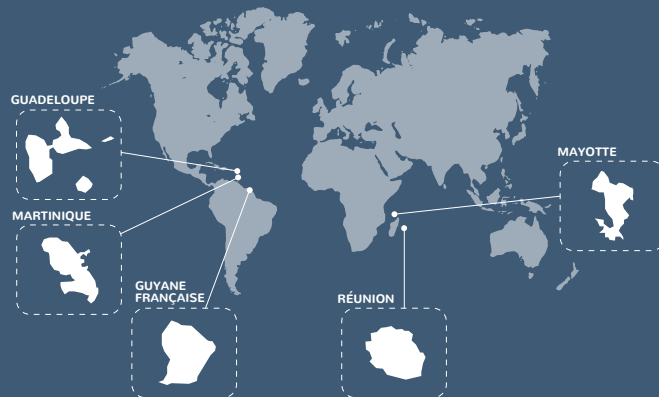 GUADELOUPE
MAYOTTE
MARTINIQUE
GUYANE
FRANÇAISE
RÉUNION